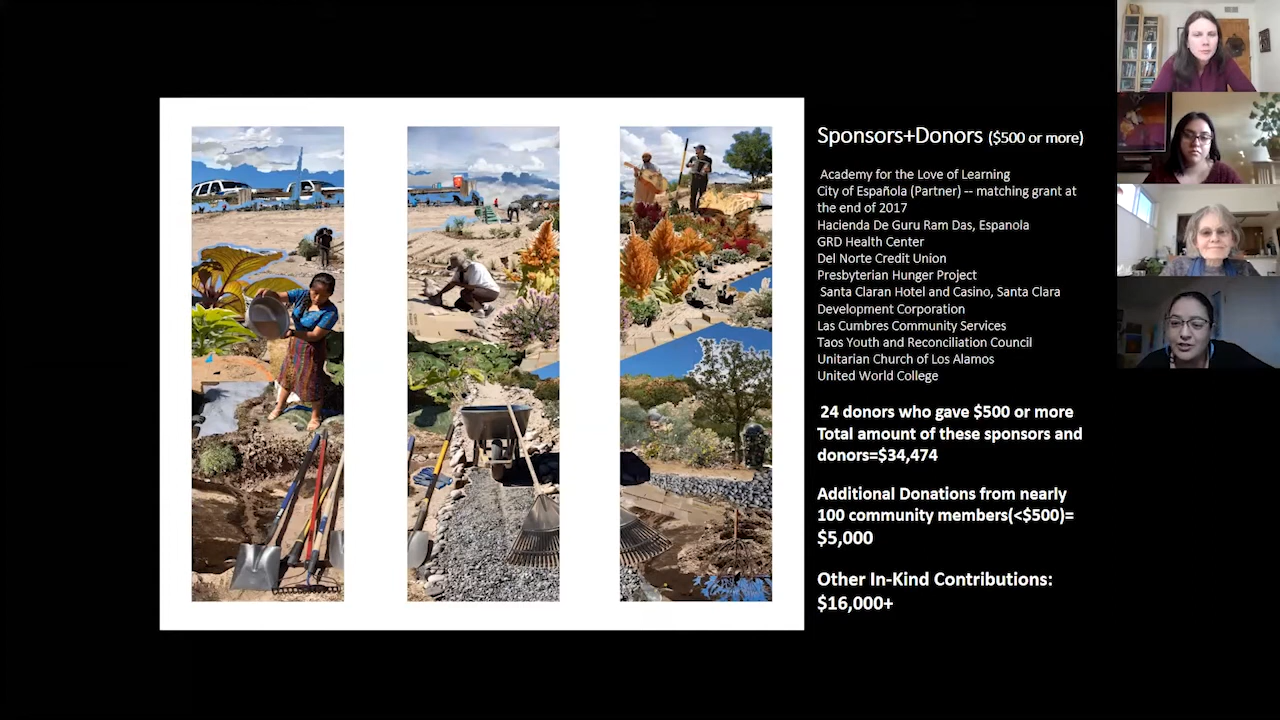 Sponsors+Donors ($500 or more)
Academy for the Love of Learning
City of Española (Partner) -- matching grant at
the end of 2017
Hacienda De Guru Ram Das, Espanola
GRD Health Center
Del Norte Credit Union
Presbyterian Hunger Project
Santa Claran Hotel and Casino, Santa Clara
Development Corporation
Las Cumbres Community Services
Taos Youth and Reconciliation Council
Unitarian Church of Los Alamos
United World College
24 donors who gave $500 or more
Total amount of these sponsors and
donors=$34,474
Additional Donations from nearly
100 community members(<$500)=
$5,000
Other In-Kind Contributions:
$16,000+